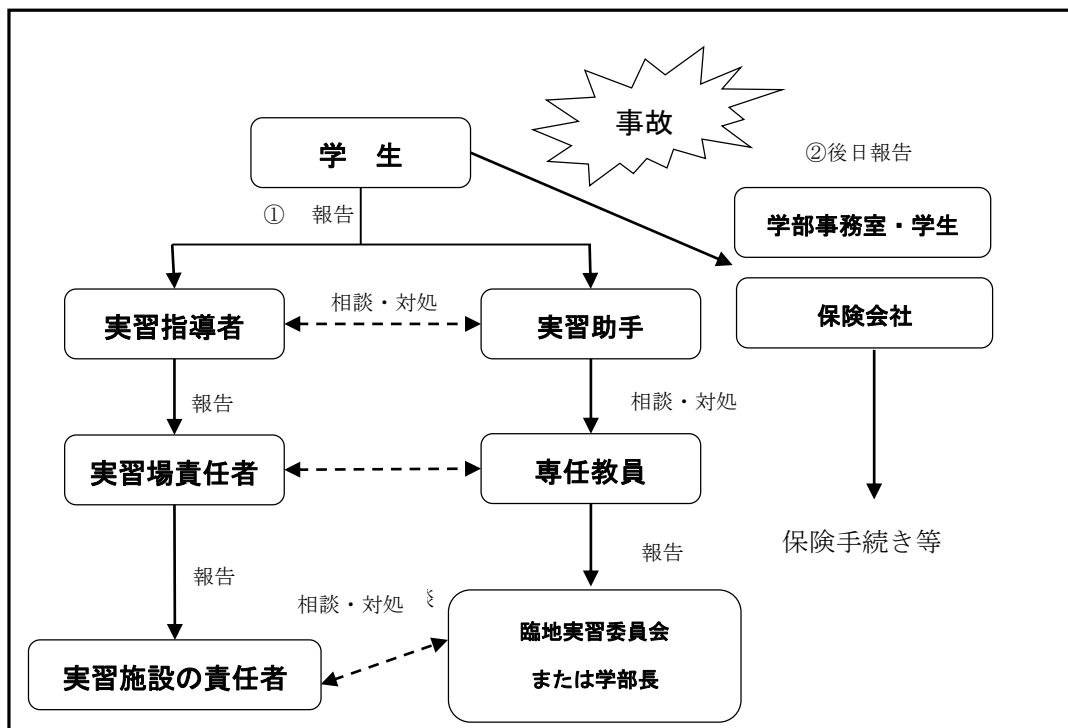 事故
学　生
②後日報告
①　報告
学部事務室・学生
実習指導者
相談・対処
実習助手
保険会社
報告
相談・対処
実習場責任者
専任教員
保険手続き等
報告
報告
相談・対処
臨地実習委員会
または学部長
実習施設の責任者